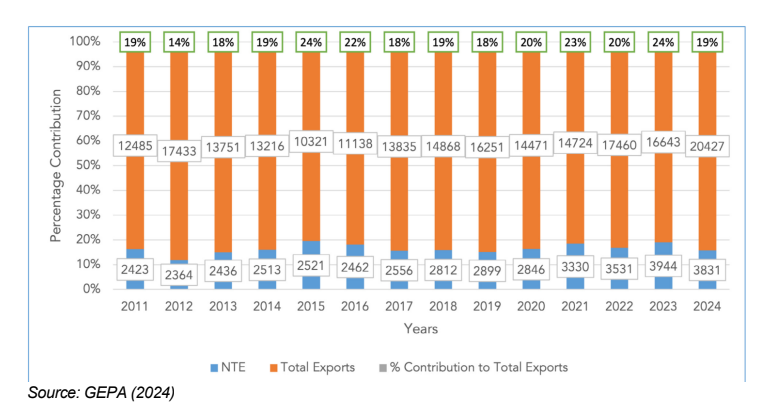 100%
90%
80%
70%
60%
50%
40%
30%
20%
10%
0%
Percentage Contribution
19% 14% 18% 19% 24% 22% 18% 19% 18% 20% 23% 20% 24% 19%
12485 17433 13751 13216 10321 11138 13835 14868 16251 14471 14724 17460 16643 20427
2423 2364 2436 2513 2521 2462 2556 2812 2899 2846 3330 3531 3944 3831
2011 2012 2013 2014 2015 2016 2017 2018 2019 2020 2021 2022 2023 2024
Years
NTE Total Exports % Contribution to Total Exports
Source: GEPA (2024)